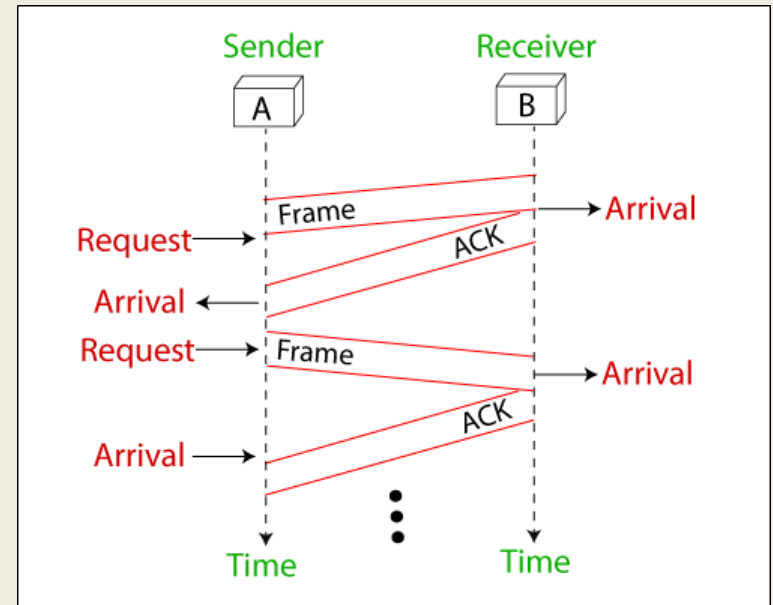 Sender Receiver
A B
Frame
Arrival
Request
ACK
Arrival
Request
Frame
Arrival
ACK
Arrival
Time Time